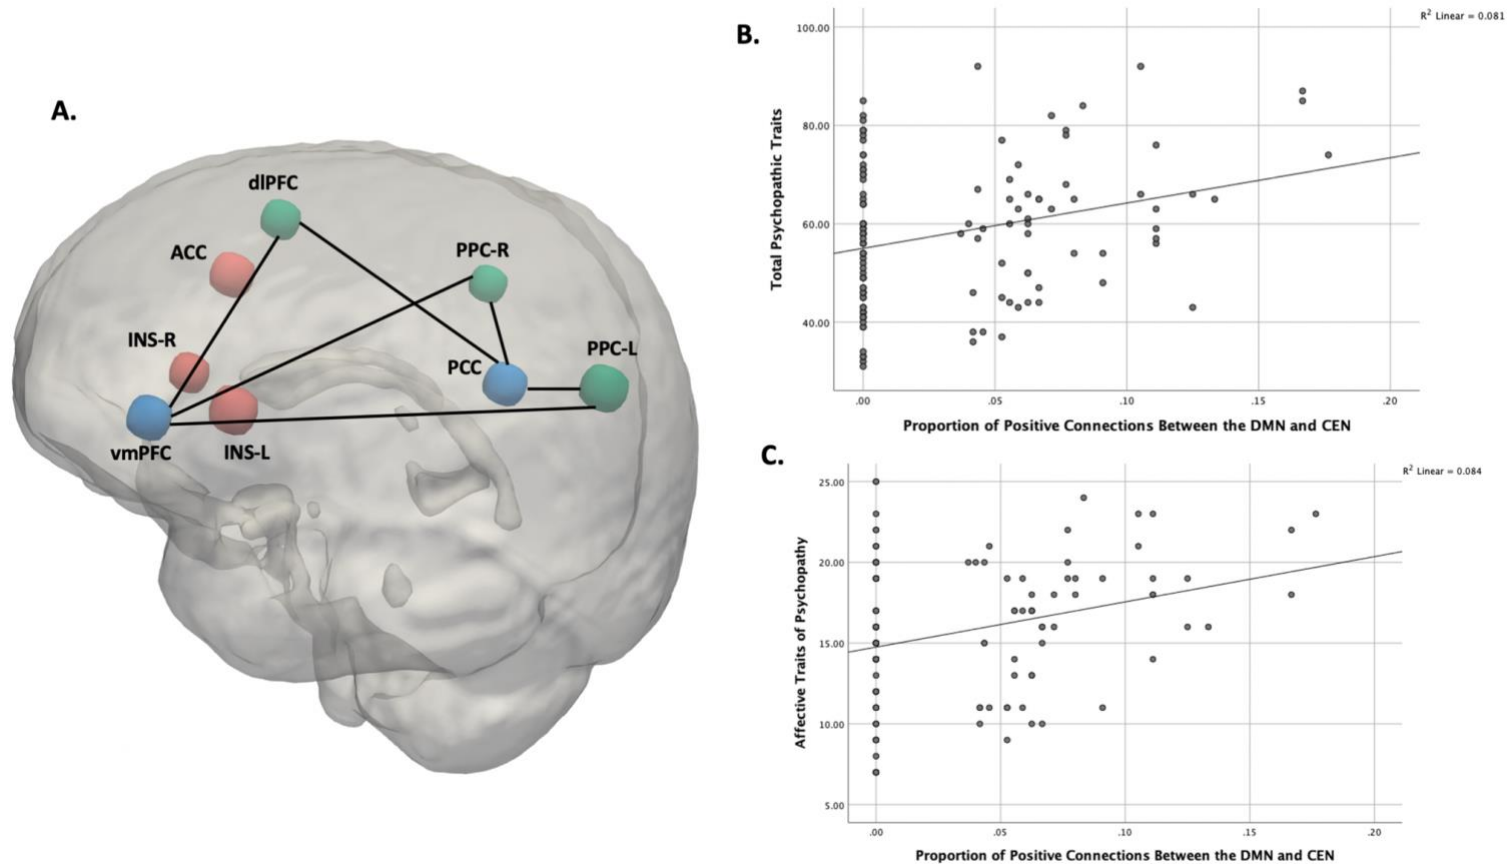 A.
dlPFC
ACC
PPC-R
INS-R
PCC
PPC-L
vmPFC
INS-L
B.
R² Linear = 0.081
Total Psychopathic Traits
100.00
80.00
60.00
40.00
.00
.05
.10
.15
.20
Proportion of Positive Connections Between the DMN and CEN
C.
R² Linear = 0.084
Affective Traits of Psychopathy
25.00
20.00
15.00
10.00
5.00
.00
.05
.10
.15
.20
Proportion of Positive Connections Between the DMN and CEN